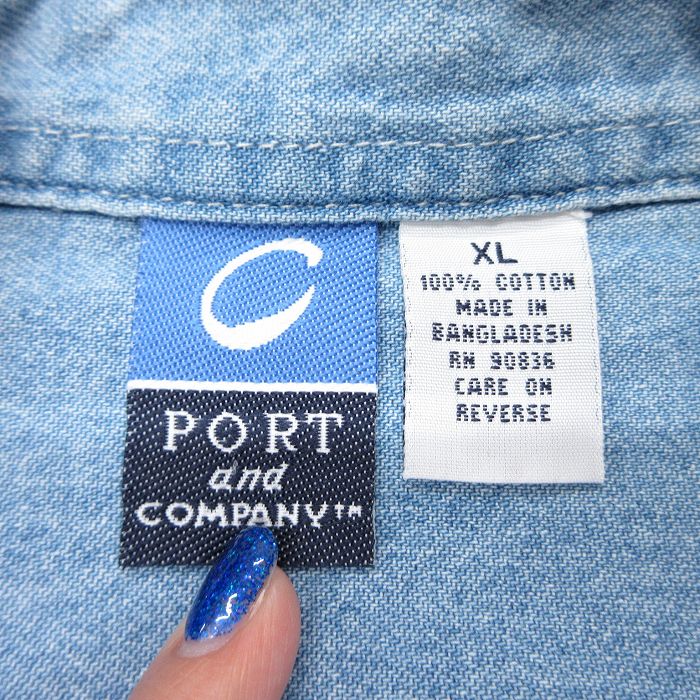 C
PORT
and
COMPANY™
XL
100% COTTON
MADE IN
BANGLADESH
RN 90836
CARE ON
REVERSE